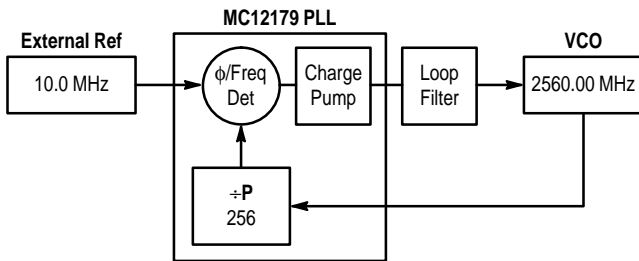 MC12179 PLL
External Ref
VCO
10.0 MHz
ϕ/Freq
Det
Charge
Pump
Loop
Filter
2560.00 MHz
÷P
256